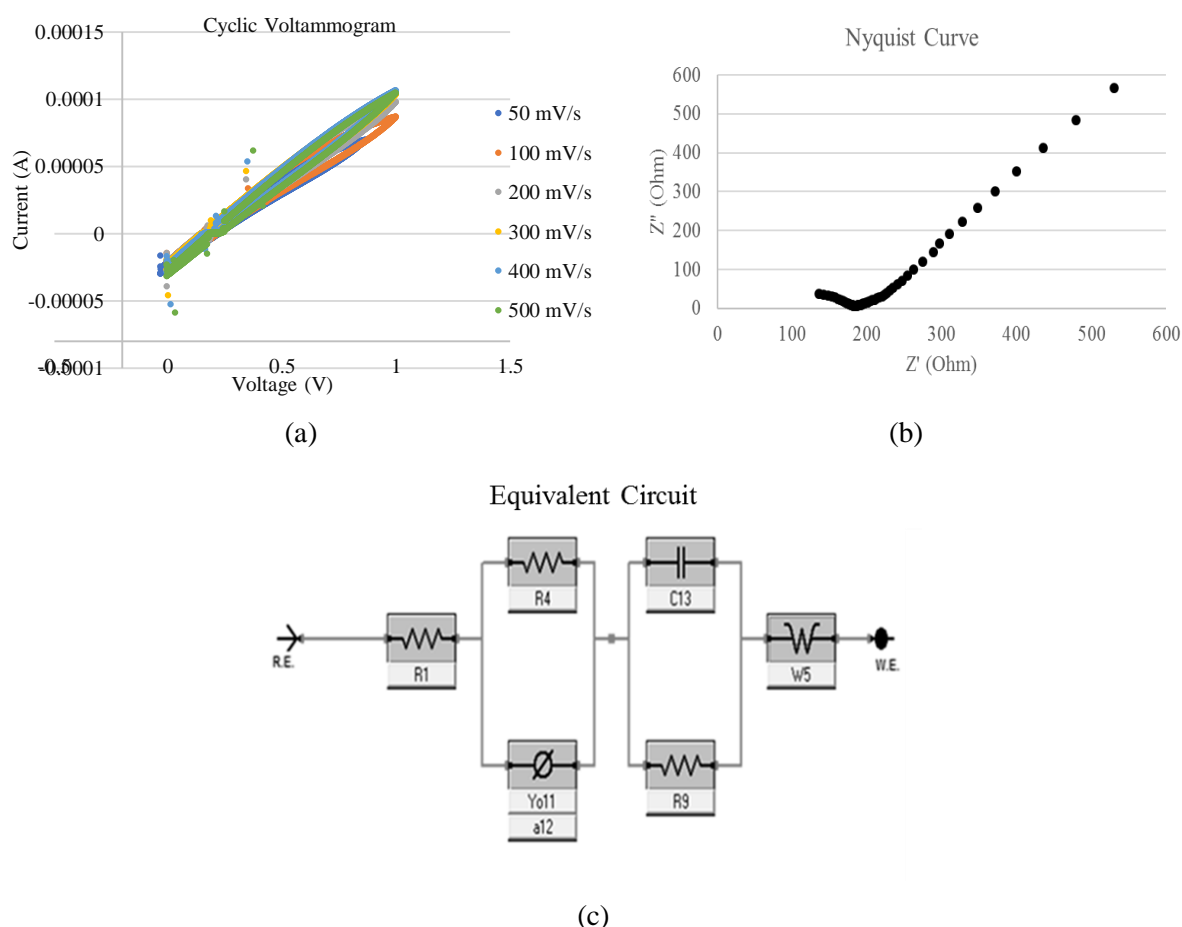 Cyclic Voltammogram
0.00015
0.0001
0.00005
0
-0.00005
-0.0001
Current (A)
-0.5 0 0.5 1 1.5
Voltage (V)
50 mV/s
100 mV/s
200 mV/s
300 mV/s
400 mV/s
500 mV/s
(a)
Nyquist Curve
600
500
400
300
200
100
0
Z" (Ohm)
0 100 200 300 400 500 600
Z' (Ohm)
(b)
Equivalent Circuit
R4 C13
R.E. R1 W5 W.E.
Yo11 R9
a12
(c)